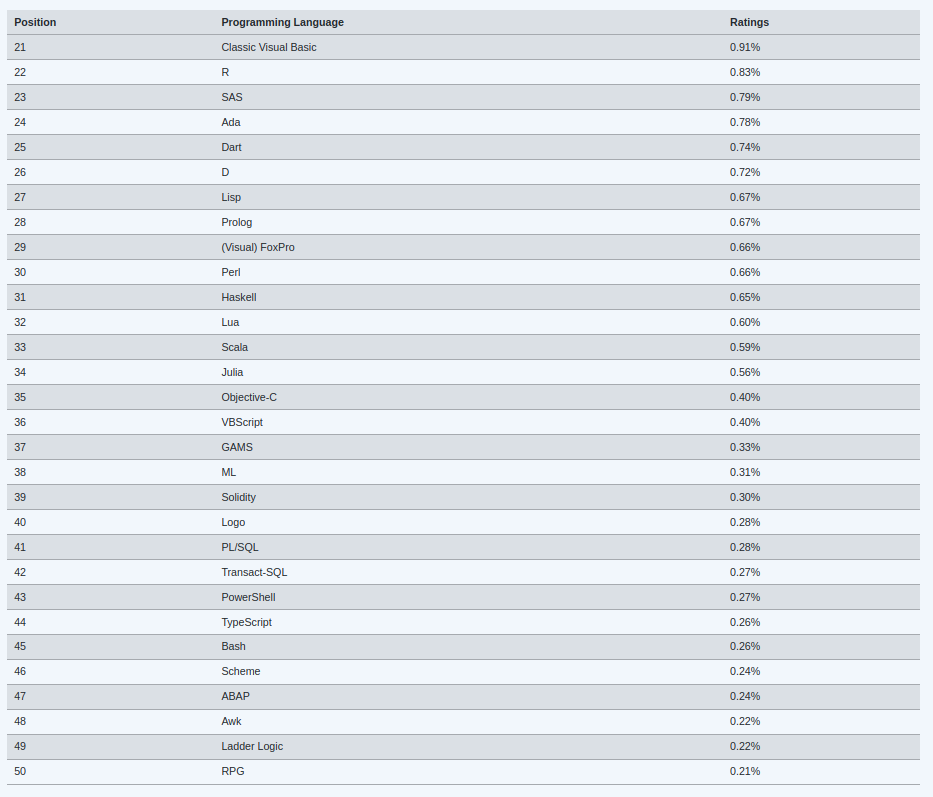 Position Programming Language Ratings
21 Classic Visual Basic 0.91%
22 R 0.83%
23 SAS 0.79%
24 Ada 0.78%
25 Dart 0.74%
26 D 0.72%
27 Lisp 0.67%
28 Prolog 0.67%
29 (Visual) FoxPro 0.66%
30 Perl 0.66%
31 Haskell 0.65%
32 Lua 0.60%
33 Scala 0.59%
34 Julia 0.56%
35 Objective-C 0.40%
36 VBScript 0.40%
37 GAMS 0.33%
38 ML 0.31%
39 Solidity 0.30%
40 Logo 0.28%
41 PL/SQL 0.28%
42 Transact-SQL 0.27%
43 PowerShell 0.27%
44 TypeScript 0.26%
45 Bash 0.26%
46 Scheme 0.24%
47 ABAP 0.24%
48 Awk 0.22%
49 Ladder Logic 0.22%
50 RPG 0.21%